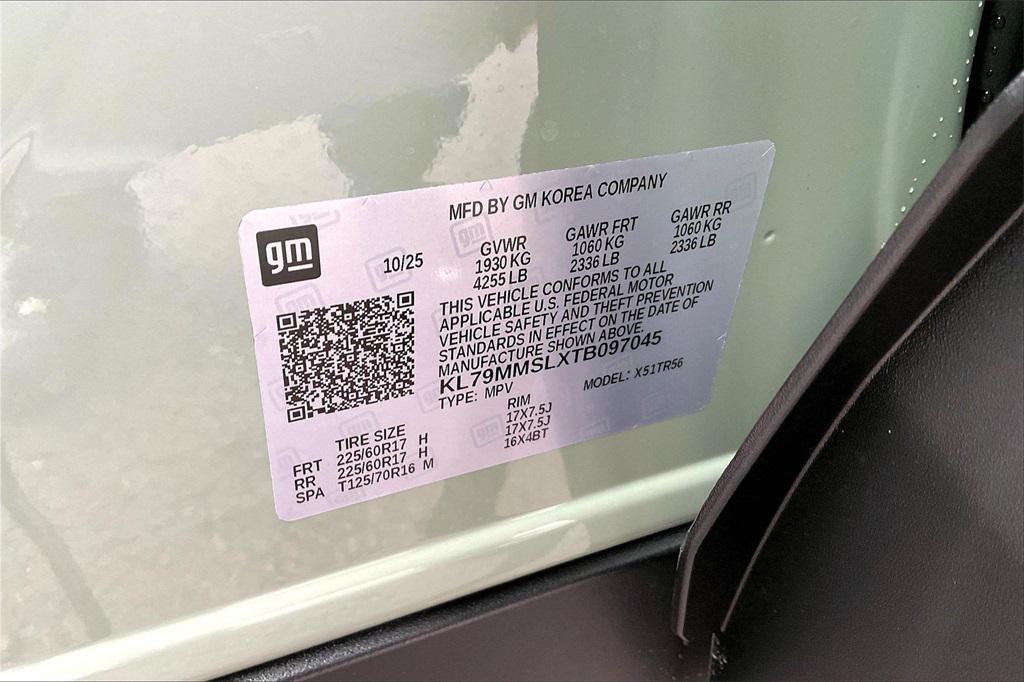 MFD BY GM KOREA COMPANY
gm
10/25
GVWR GAWR FRT GAWR RR
1930 KG 1060 KG 1060 KG
4255 LB 2336 LB 2336 LB
THIS VEHICLE CONFORMS TO ALL
APPLICABLE U.S. FEDERAL MOTOR
VEHICLE SAFETY AND THEFT PREVENTION
STANDARDS IN EFFECT ON THE DATE OF
MANUFACTURE SHOWN ABOVE.
KL79MMSLXTB097045
TYPE: MPV MODEL: X51TR56
TIRE SIZE RIM
FRT 225/60R17 H 17X7.5J
RR 225/60R17 H 17X7.5J
SPA T125/70R16 M 16X4BT